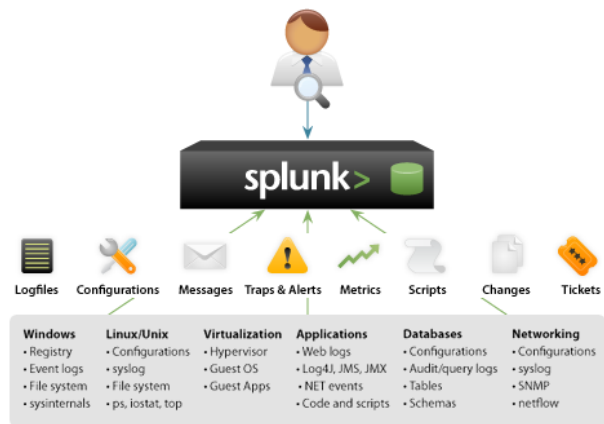 splunk>
Logfiles Configurations Messages Traps & Alerts Metrics Scripts Changes Tickets
Windows
• Registry
• Event logs
• File system
• sysinternals
Linux/Unix
• Configurations
• syslog
• File system
• ps, iostat, top
Virtualization
• Hypervisor
• Guest OS
• Guest Apps
Applications
• Web logs
• Log4J, JMS, JMX
• NET events
• Code and scripts
Databases
• Configurations
• Audit/query logs
• Tables
• Schemas
Networking
• Configurations
• syslog
• SNMP
• netflow